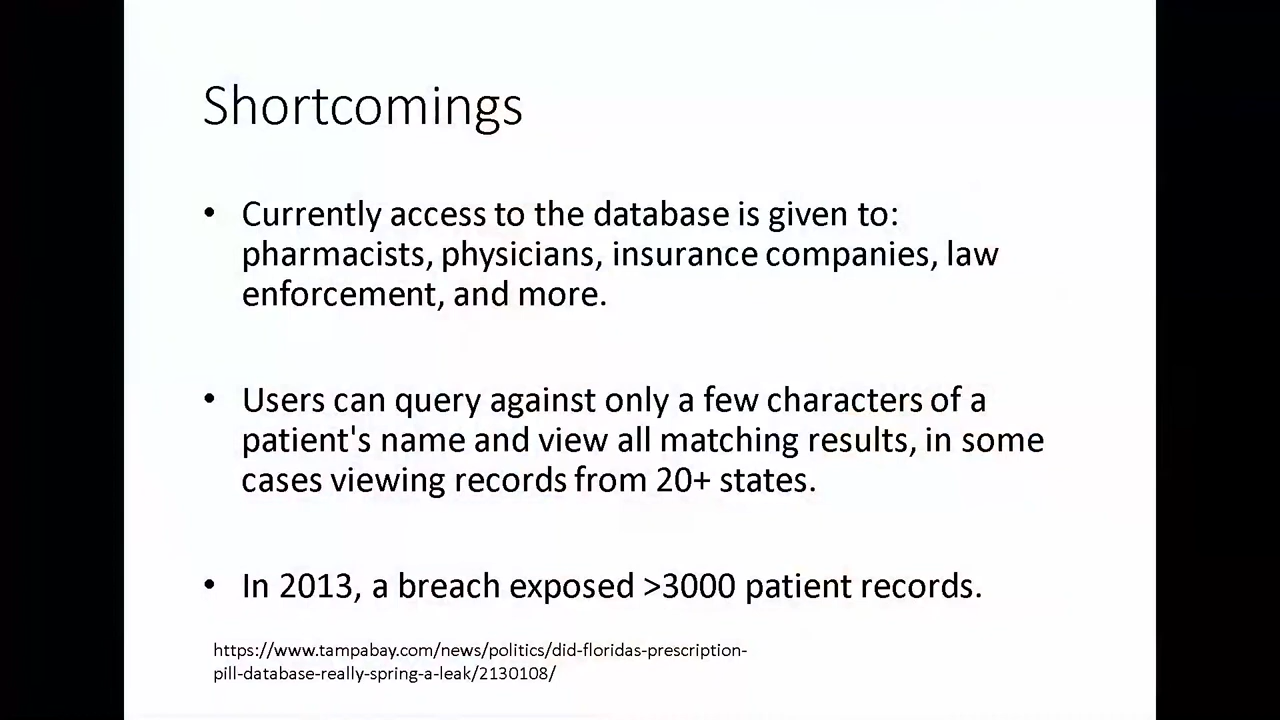 Shortcomings
• Currently access to the database is given to:
pharmacists, physicians, insurance companies, law
enforcement, and more.
• Users can query against only a few characters of a
patient's name and view all matching results, in some
cases viewing records from 20+ states.
• In 2013, a breach exposed >3000 patient records.
https://www.tampabay.com/news/politics/did-floridas-prescription-
pill-database-really-spring-a-leak/2130108/